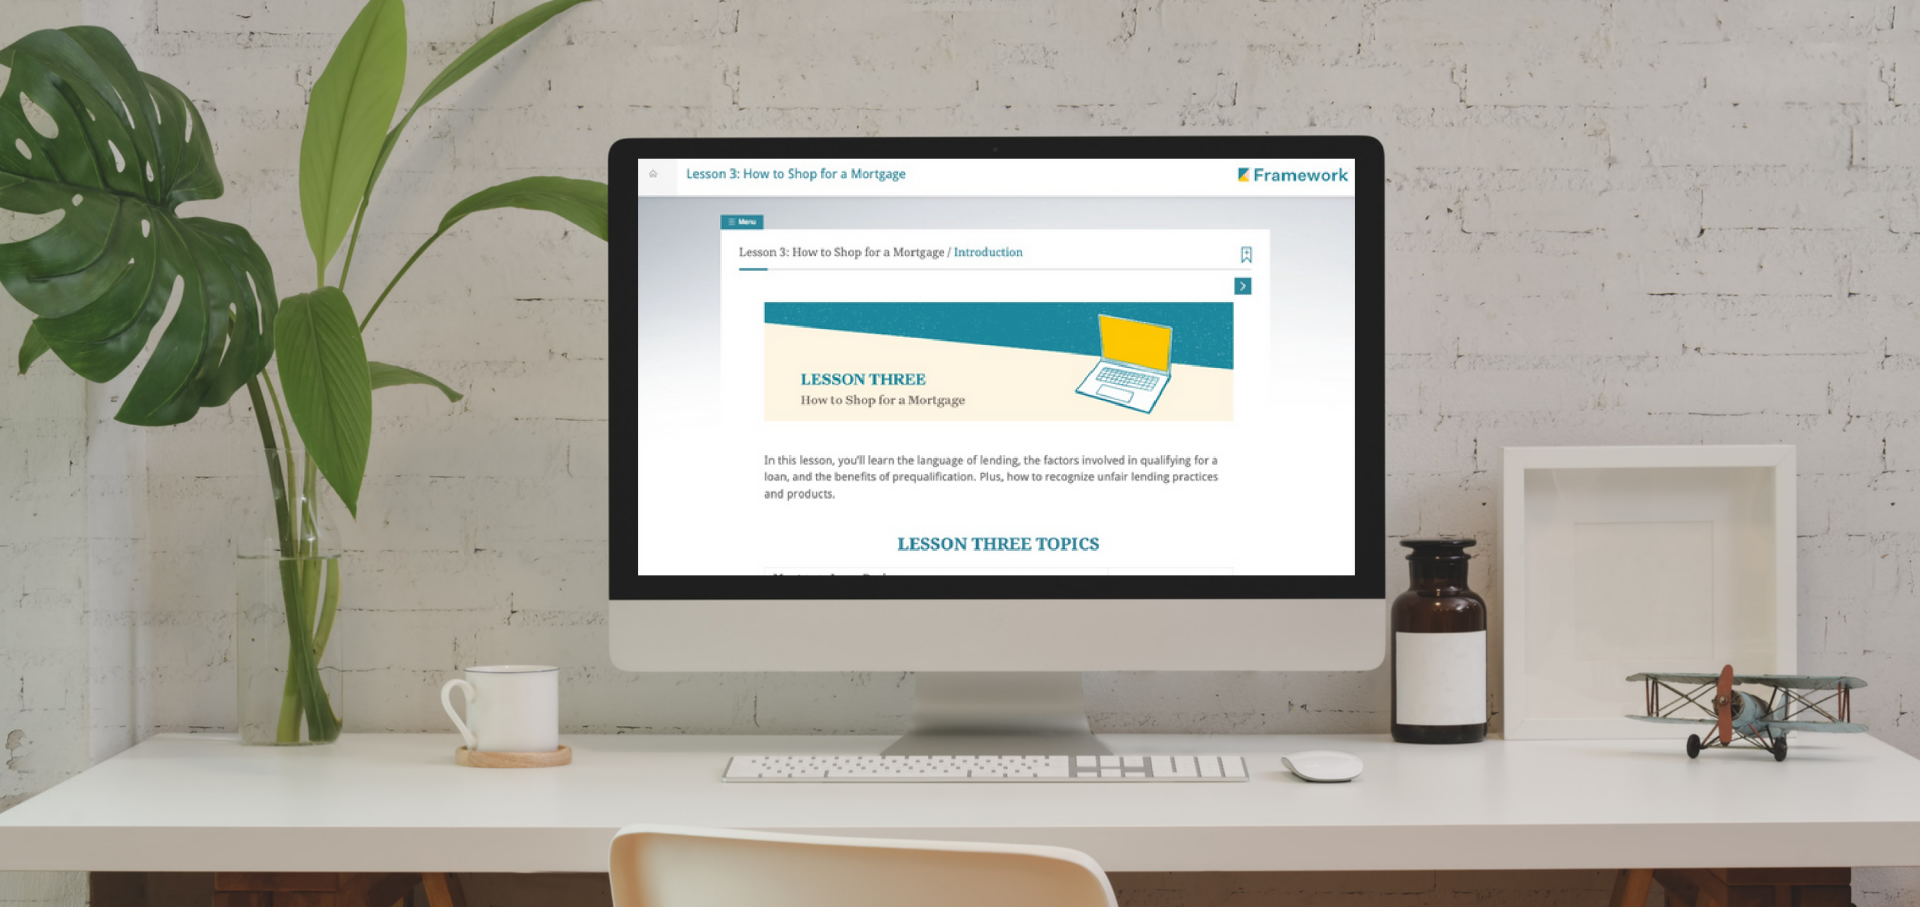 Lesson 3: How to Shop for a Mortgage
Framework
Menu
Lesson 3: How to Shop for a Mortgage / Introduction
LESSON THREE
How to Shop for a Mortgage
In this lesson, you'll learn the language of lending, the factors involved in qualifying for a
loan, and the benefits of prequalification. Plus, how to recognize unfair lending practices
and products.
LESSON THREE TOPICS